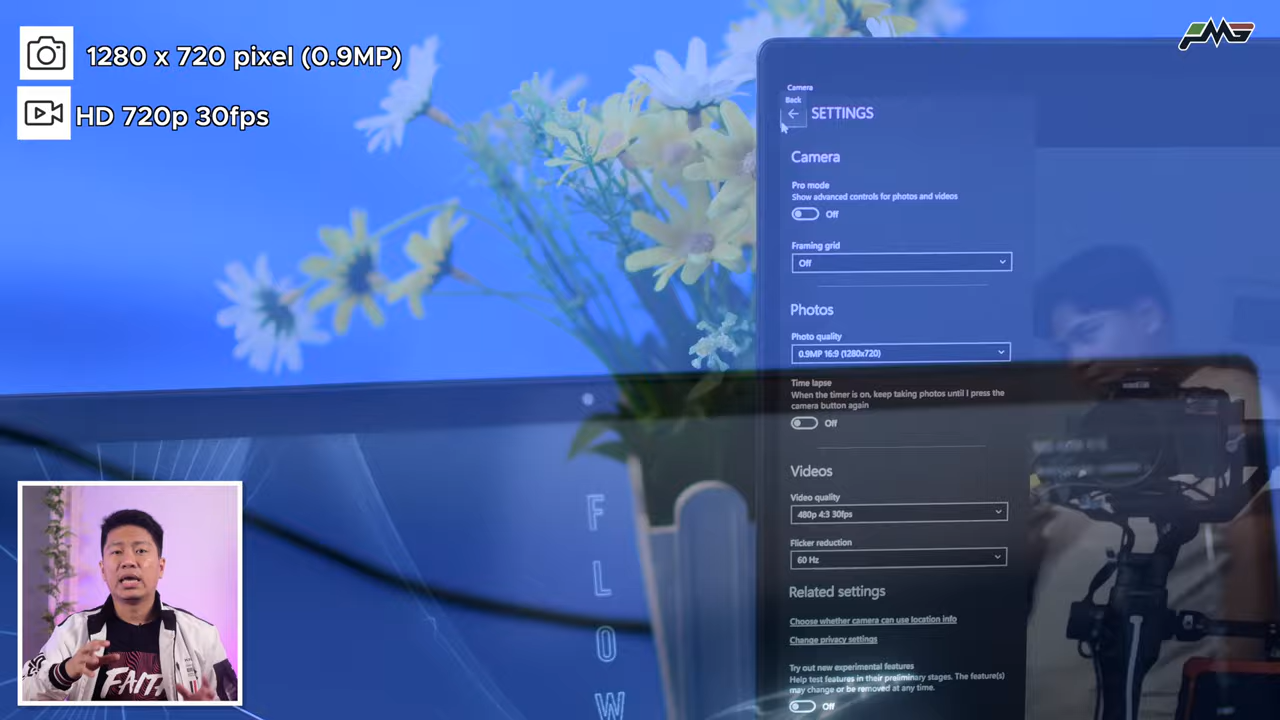 1280 x 720 pixel (0.9MP)
HD 720p 30fps
PMG
Camera
Back
SETTINGS
Camera
Pro mode
Show advanced controls for photos and videos
Off
Framing grid
Off
Photos
Photo quality
0.9MP 16:9 (1280x720)
Time lapse
When the timer is on, keep taking photos until I press the
camera button again
Off
Videos
Video quality
480p 4:3 30fps
Flicker reduction
60 Hz
Related settings
Choose whether camera can use location info
Change privacy settings
Try out new experimental features
Help test features in their preliminary stages. The feature(s)
may change or be removed at any time.
Off
F
L
O
W
FAITH